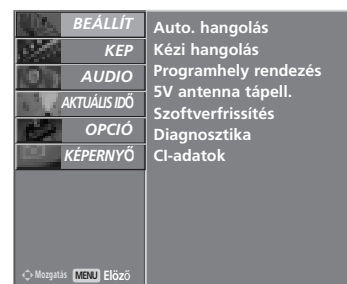 BEÁLLÍT
KEP
AUDIO
AKTUÁLIS IDŐ
OPCIÓ
KÉPERNYŐ
Auto. hangolás
Kézi hangolás
Programhely rendezés
5V antenna tápell.
Szoftverfrissítés
Diagnosztika
CI-adatok
Mozgatás MENU Elöző